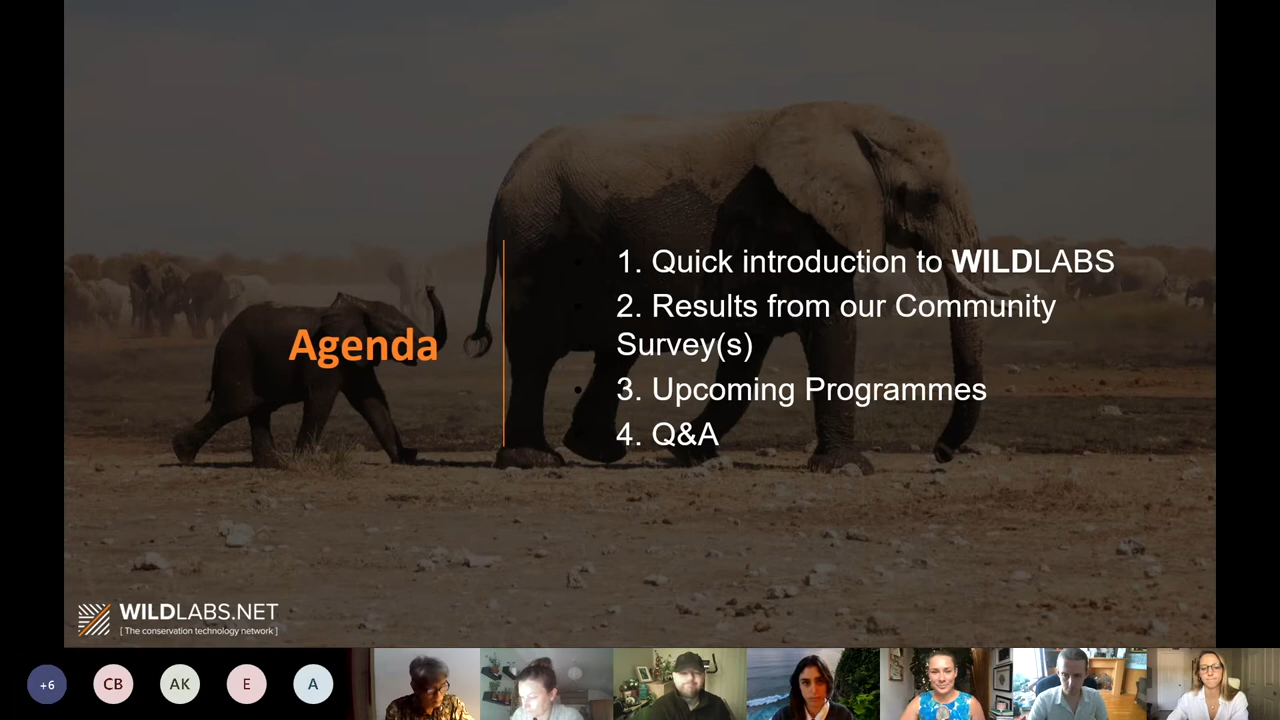 Agenda
1. Quick introduction to WILDLABS
2. Results from our Community
Survey(s)
3. Upcoming Programmes
4. Q&A
WILDLABS.NET
[ The conservation technology network ]
+6
CB
AK
E
A